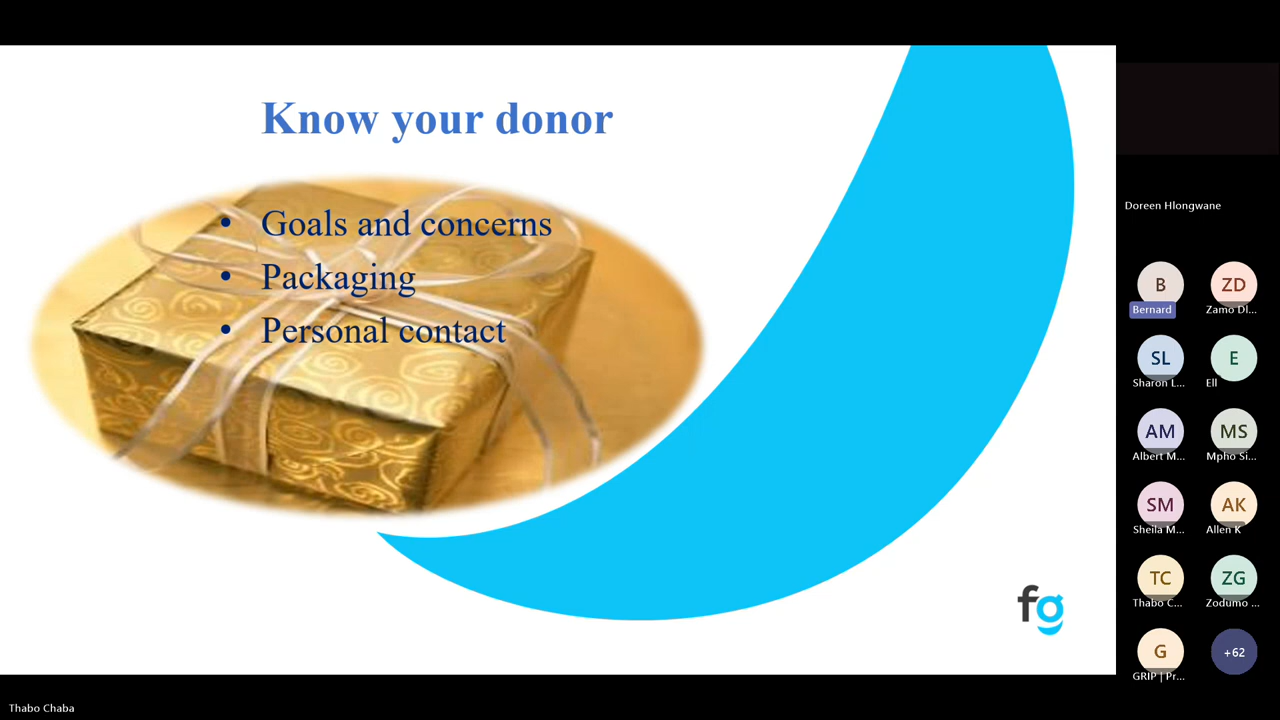 Know your donor
• Goals and concerns
• Packaging
• Personal contact
fg
Doreen Hlongwane
B
Bernard
ZD
Zamo Dl...
SL
Sharon L...
E
Ell
AM
Albert M...
MS
Mpho Si...
SM
Sheila M...
AK
Allen K
TC
Thabo C...
ZG
Zodumo ...
G
GRIP | Pr...
+62
Thabo Chaba